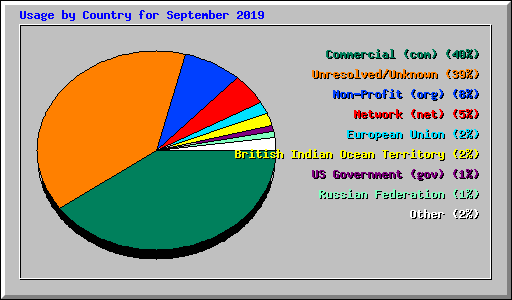 Usage by Country for September 2019
Commercial (com) (40%)
Unresolved/Unknown (39%)
Non-Profit (org) (8%)
Network (net) (5%)
European Union (2%)
British Indian Ocean Territory (2%)
US Government (gov) (1%)
Russian Federation (1%)
Other (2%)